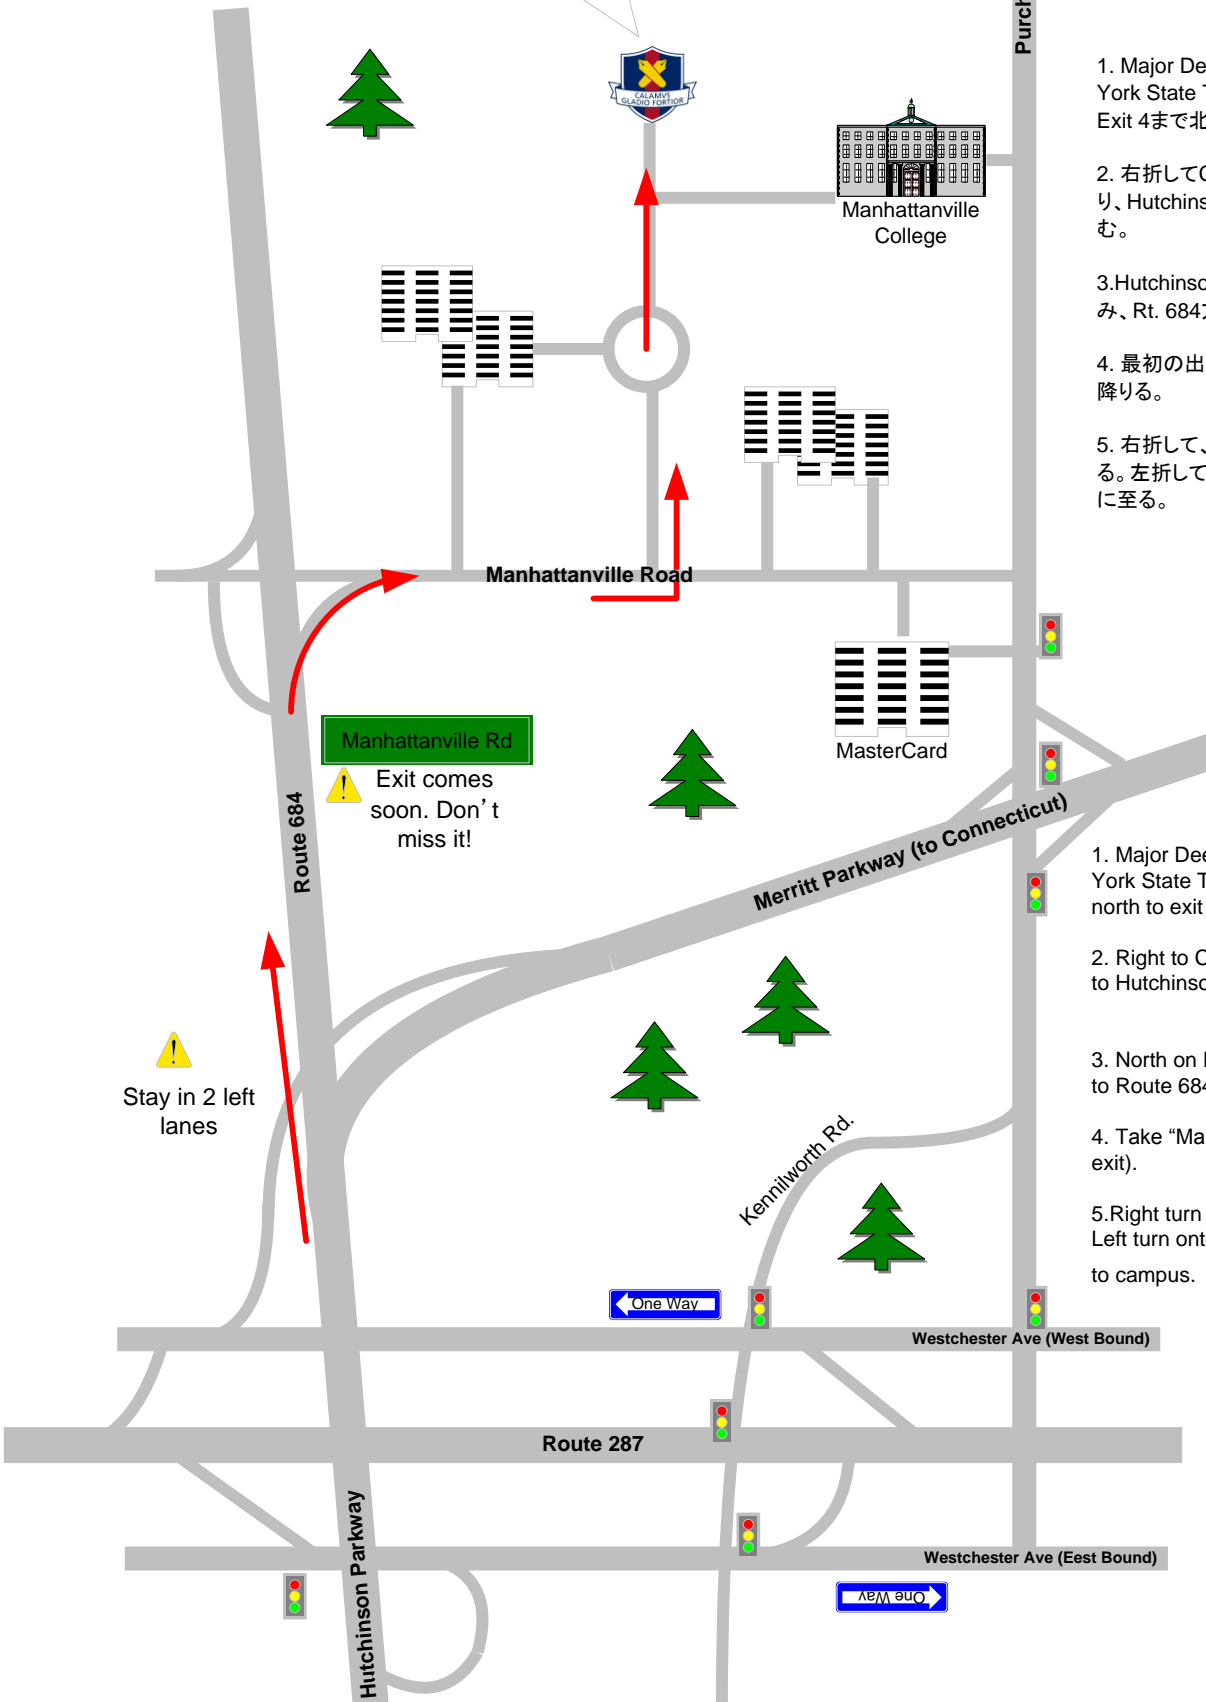 Purch
CALAMVS
GLADIO FORTIOR
1. Major De
York State T
Exit 4まで北
Manhattanville
College
2. 右折して
り、Hutchins
む。
3.Hutchinso
み、Rt. 684
4. 最初の出
降りる。
5. 右折して、
る。左折して
に至る。
Manhattanville Road
Manhattanville Rd
Exit comes
soon. Don’t
miss it!
MasterCard
Route 684
Merritt Parkway (to Connecticut)
1. Major Dee
York State T
north to exit
2. Right to C
to Hutchinso
Stay in 2 left
lanes
3. North on
to Route 684
4. Take “Ma
exit).
Kennilworth Rd.
5.Right turn
Left turn ont
to campus.
One Way
Westchester Ave (West Bound)
Route 287
Hutchinson Parkway
Westchester Ave (Eest Bound)
One Way